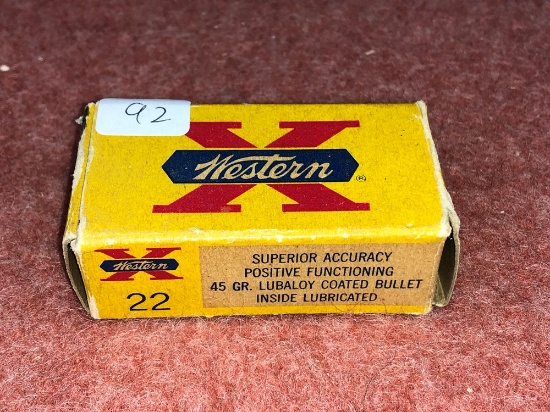 92
X
Western
®
X
Western
22
SUPERIOR ACCURACY
POSITIVE FUNCTIONING
45 GR. LUBALOY COATED BULLET
INSIDE LUBRICATED